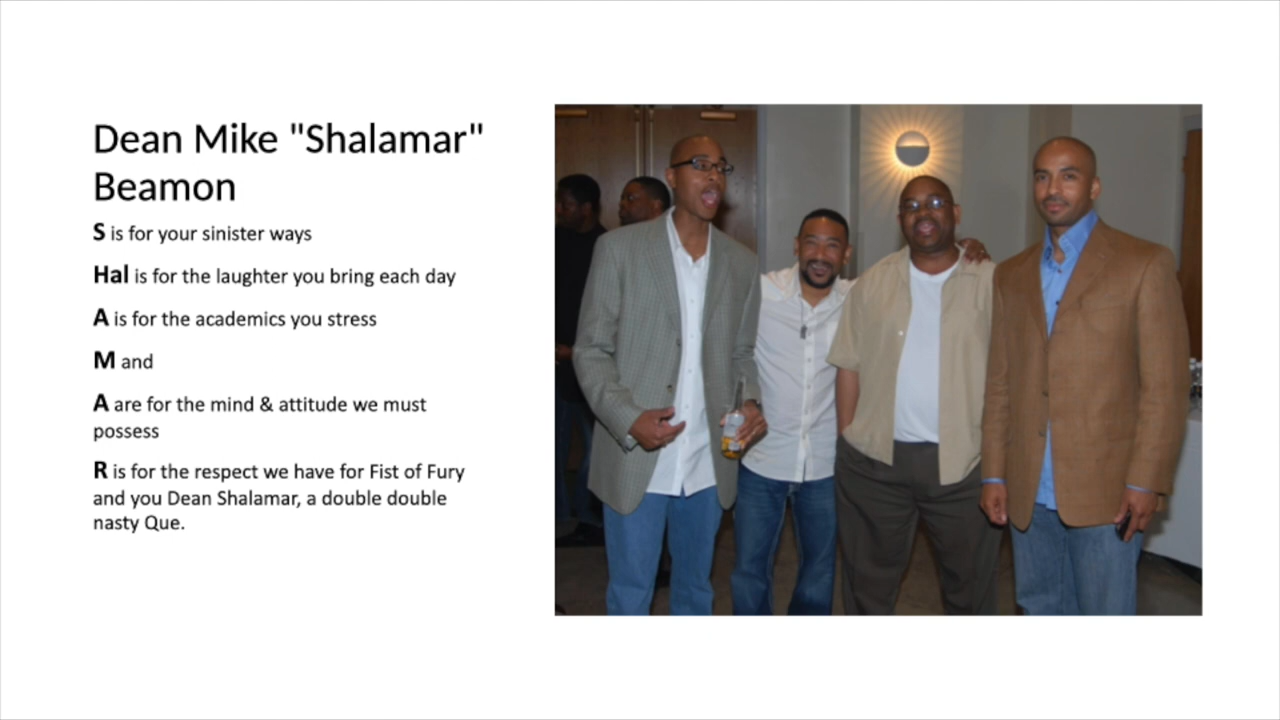 Dean Mike "Shalamar"
Beamon
S is for your sinister ways
Hal is for the laughter you bring each day
A is for the academics you stress
M and
A are for the mind & attitude we must
possess
R is for the respect we have for Fist of Fury
and you Dean Shalamar, a double double
nasty Que.